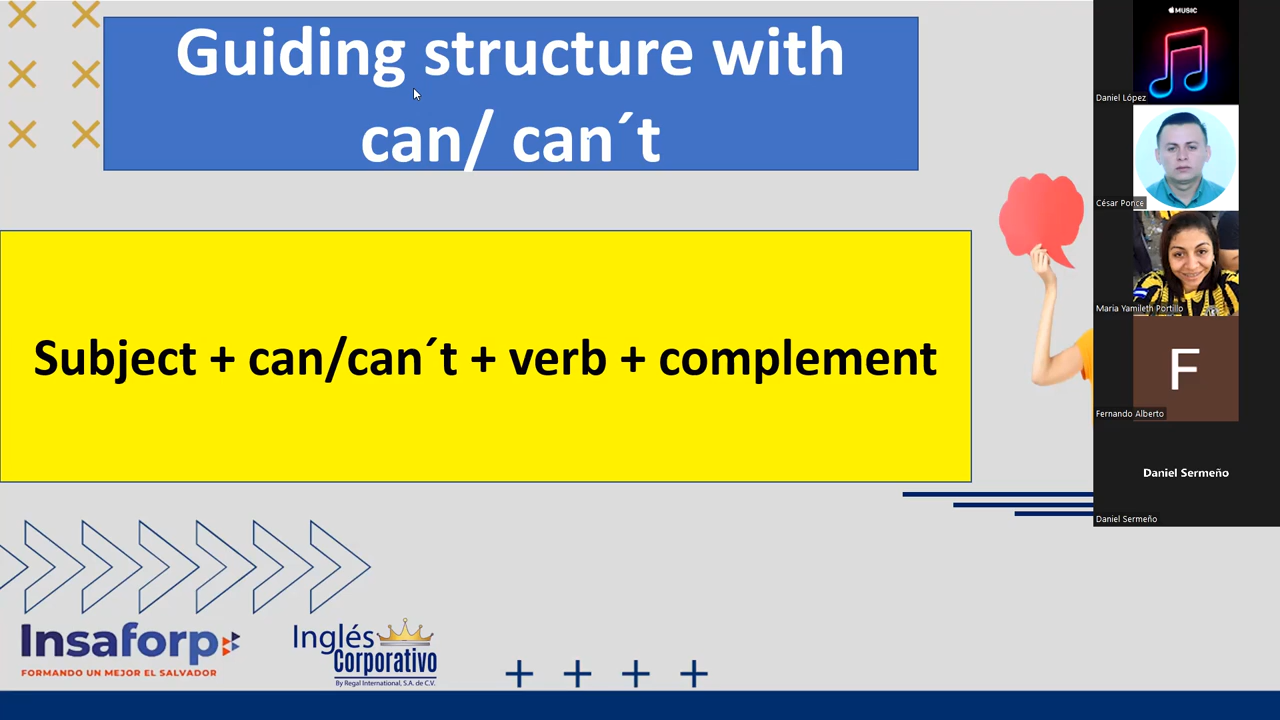 Guiding structure with
can/ can´t
Subject + can/can´t + verb + complement
Insaforp
FORMANDO UN MEJOR EL SALVADOR
Inglés
Corporativo
By Regal International, S.A. de C.V.
MUSIC
Daniel López
César Ponce
Maria Yamileth Portillo
F
Fernando Alberto
Daniel Sermeño
Daniel Sermeño